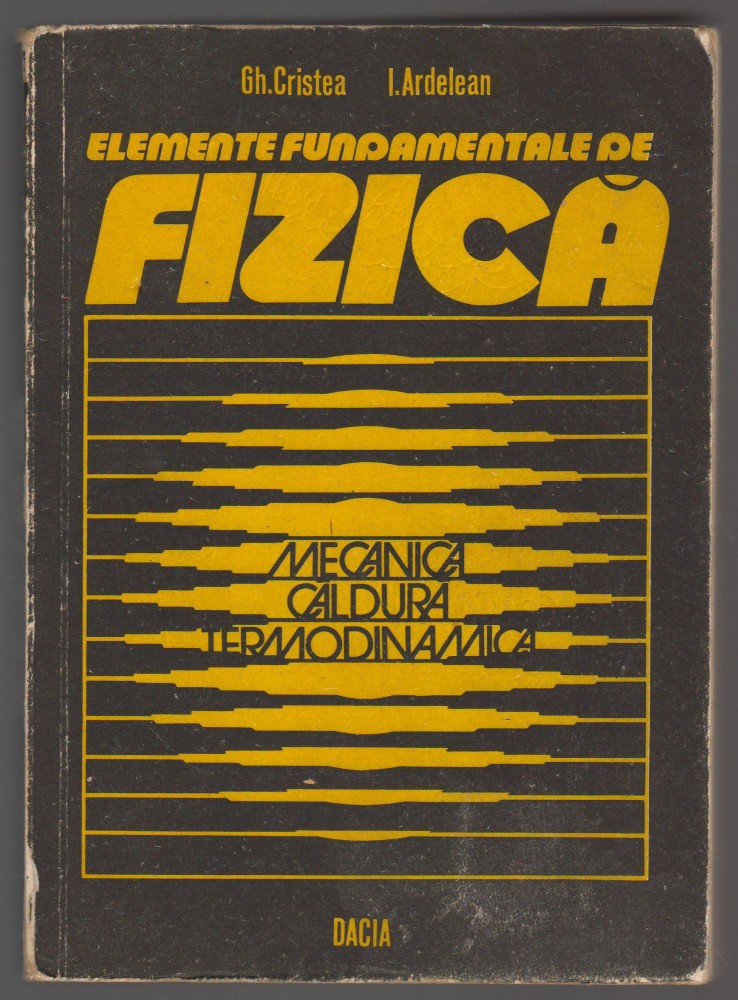 Gh.Cristea I.Ardelean
ELEMENTE FUNDAMENTALE DE
FIZICĂ
MECANICA
CALDURA
TERMODINAMICA
DACIA